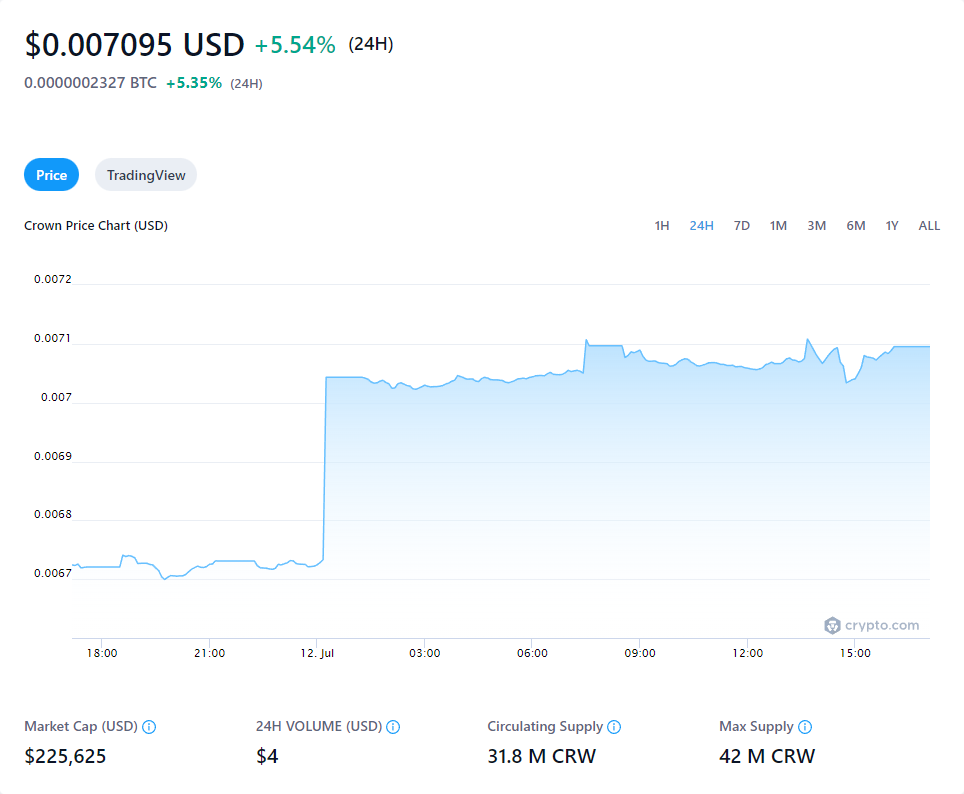 $0.007095 USD +5.54% (24H)
0.0000002327 BTC +5.35% (24H)
Price TradingView
Crown Price Chart (USD) 1H 24H 7D 1M 3M 6M 1Y ALL
0.0072
0.0071
0.007
0.0069
0.0068
0.0067
crypto.com
18:00 21:00 12. Jul 03:00 06:00 09:00 12:00 15:00
Market Cap (USD) 24H VOLUME (USD) Circulating Supply Max Supply
$225,625 $4 31.8 M CRW 42 M CRW